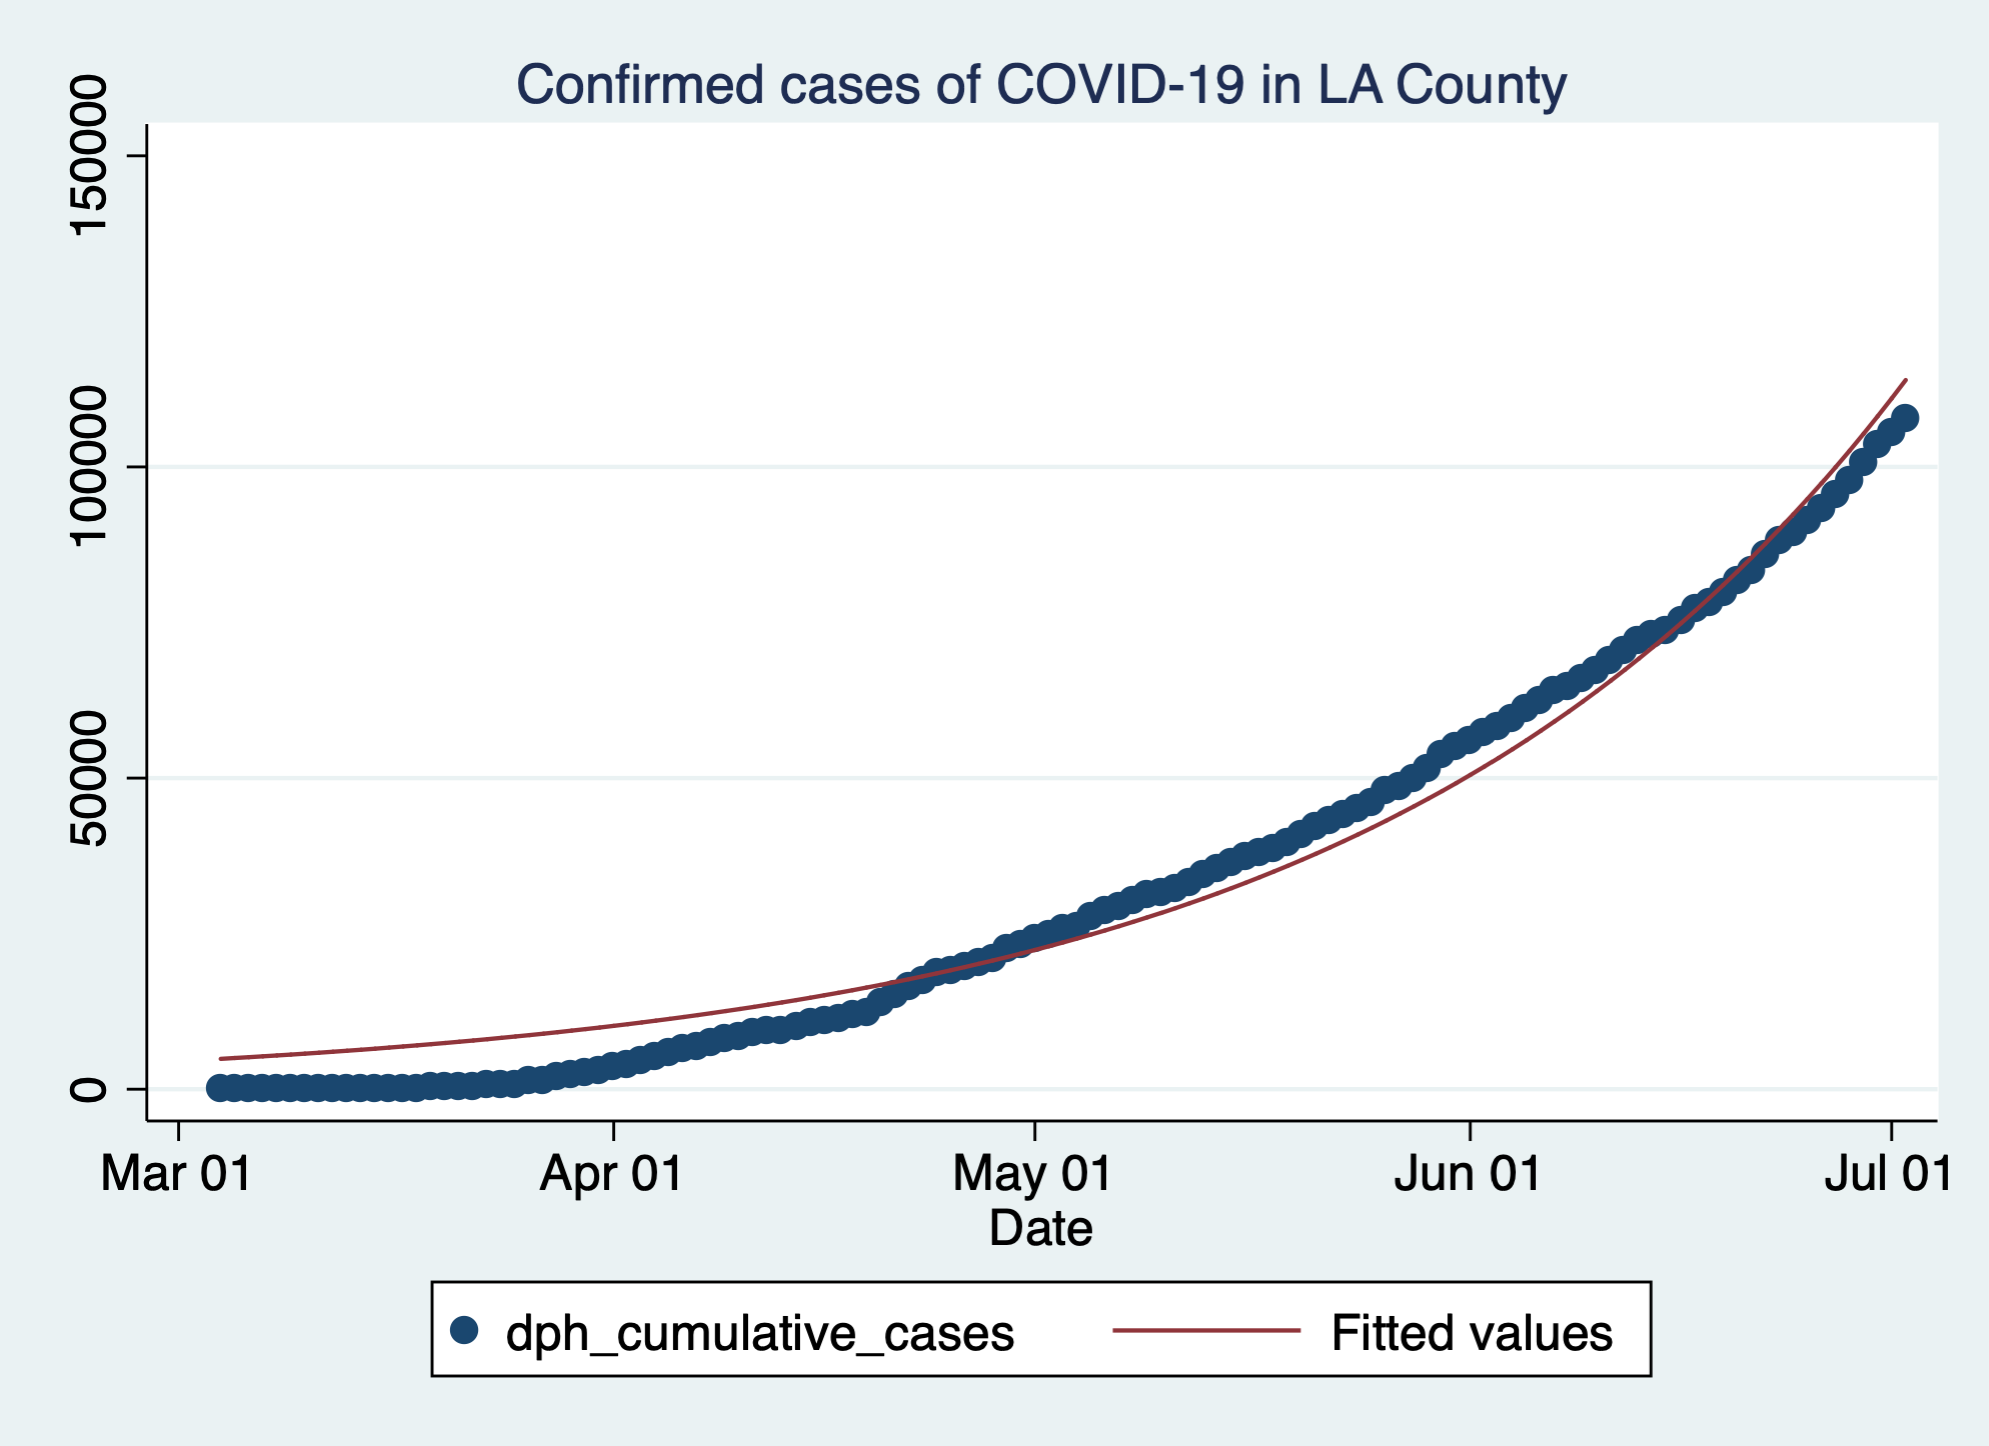 Confirmed cases of COVID-19 in LA County
150000
100000
50000
0
Mar 01 Apr 01 May 01 Jun 01 Jul 01
Date
dph_cumulative_cases Fitted values